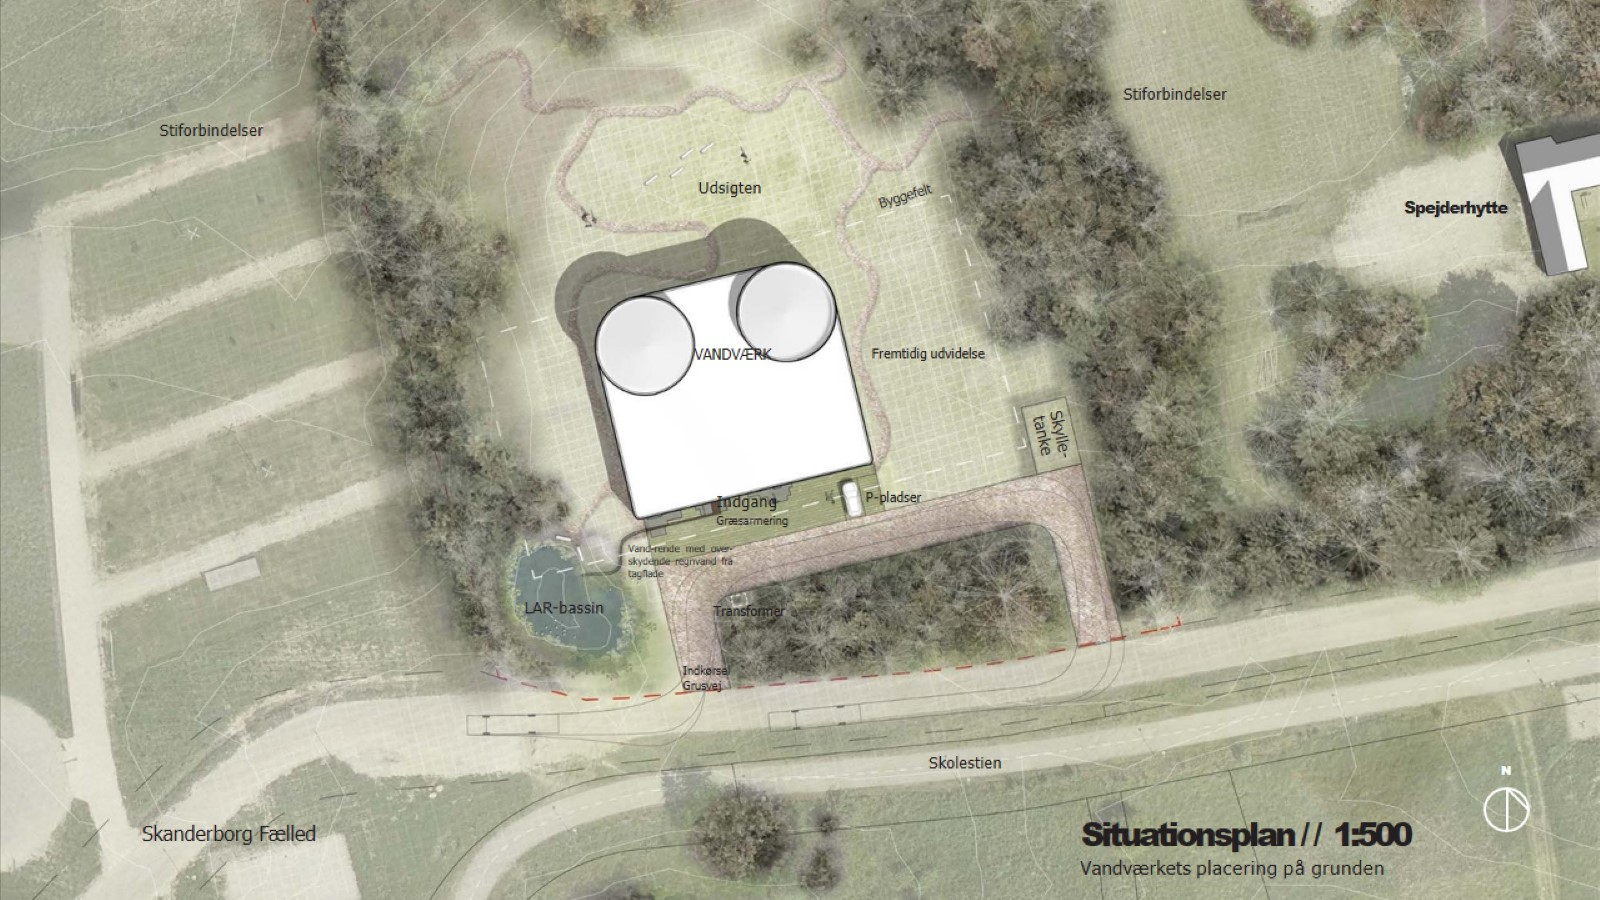 Stiforbindelser
Stiforbindelser
Udsigten
Byggefelt
Spejderhytte
VANDVÆRK
Fremtidig udvidelse
Skylle-
tanke
Indgang
Græsarmering
P-pladser
Vand-rende med over-
skydende regnvand fra
tagflade
LAR-bassin
Transformer
Indkørsel
Grusvej
Skolestien
Skanderborg Fælled
N
Situationsplan // 1:500
Vandværkets placering på grunden